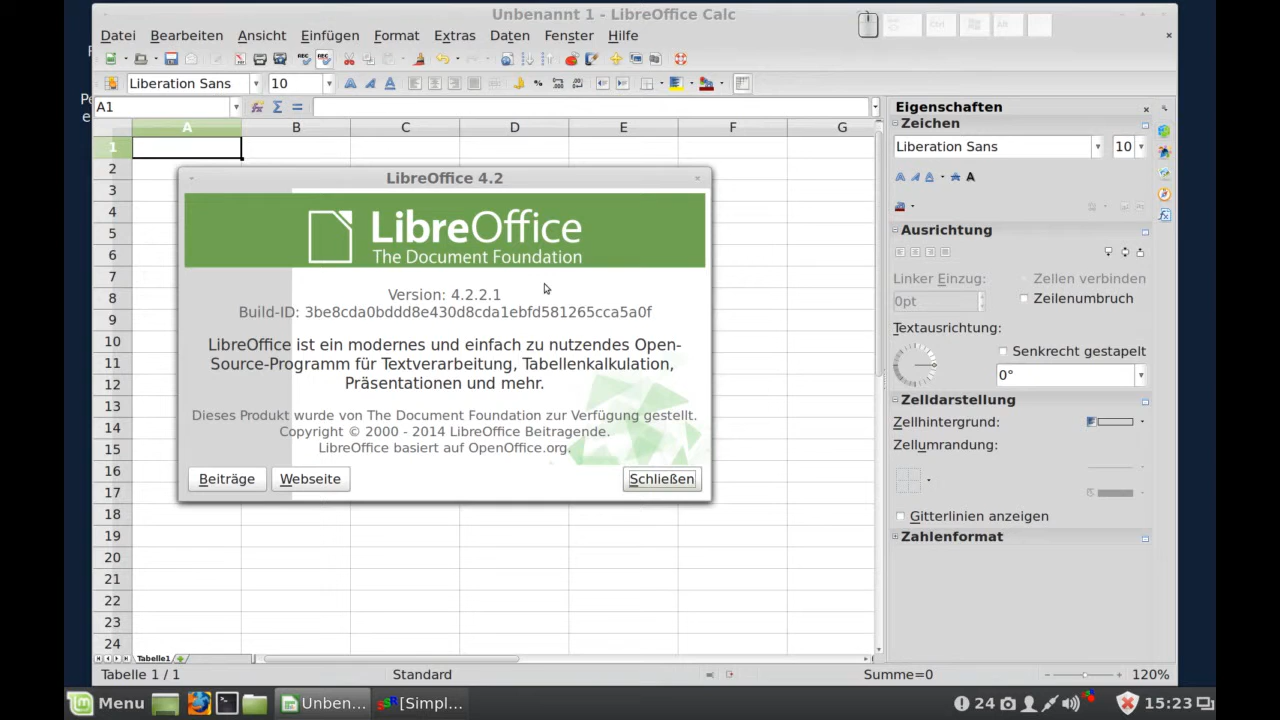 Unbenannt 1 - LibreOffice Calc
Datei Bearbeiten Ansicht Einfügen Format Extras Daten Fenster Hilfe
Liberation Sans 10
A1
A B C D E F G
1
2
3
4
5
6
7
8
9
10
11
12
13
14
15
16
17
18
19
20
21
22
23
24
LibreOffice 4.2
LibreOffice
The Document Foundation
Version: 4.2.2.1
Build-ID: 3be8cda0bddd8e430d8cda1ebfd581265cca5a0f
LibreOffice ist ein modernes und einfach zu nutzendes Open-
Source-Programm für Textverarbeitung, Tabellenkalkulation,
Präsentationen und mehr.
Dieses Produkt wurde von The Document Foundation zur Verfügung gestellt.
Copyright © 2000 - 2014 LibreOffice Beitragende.
LibreOffice basiert auf OpenOffice.org.
Beiträge Webseite Schließen
Eigenschaften
Zeichen
Liberation Sans 10
Ausrichtung
Linker Einzug: Zellen verbinden
0pt Zeilenumbruch
Textausrichtung:
Senkrecht gestapelt
0°
Zelldarstellung
Zellhintergrund:
Zellumrandung:
Gitterlinien anzeigen
Zahlenformat
Tabelle1
Tabelle 1 / 1 Standard Summe=0 120%
Menu Unben... [Simpl... 24 15:23